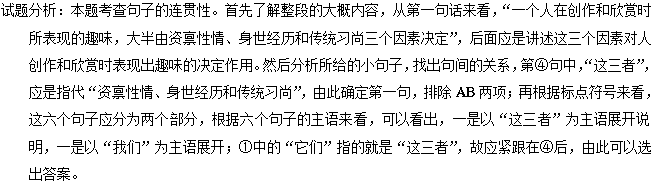 试题分析：本题考查句子的连贯性。首先了解整段的大概内容，从第一句话来看，“一个人在创作和欣赏时
所表现的趣味，大半由资禀性情、身世经历和传统习尚三个因素决定”，后面应是讲述这三个因素对人
创作和欣赏时表现出趣味的决定作用。然后分析所给的小句子，找出句间的关系，第④句中，“这三者”，
应是指代“资禀性情、身世经历和传统习尚”，由此确定第一句，排除 AB 两项；再根据标点符号来看，
这六个句子应分为两个部分，根据六个句子的主语来看，可以看出，一是以“这三者”为主语展开说
明，一是以“我们”为主语展开；①中的“它们”指的就是“这三者”，故应紧跟在④后，由此可以选
出答案。